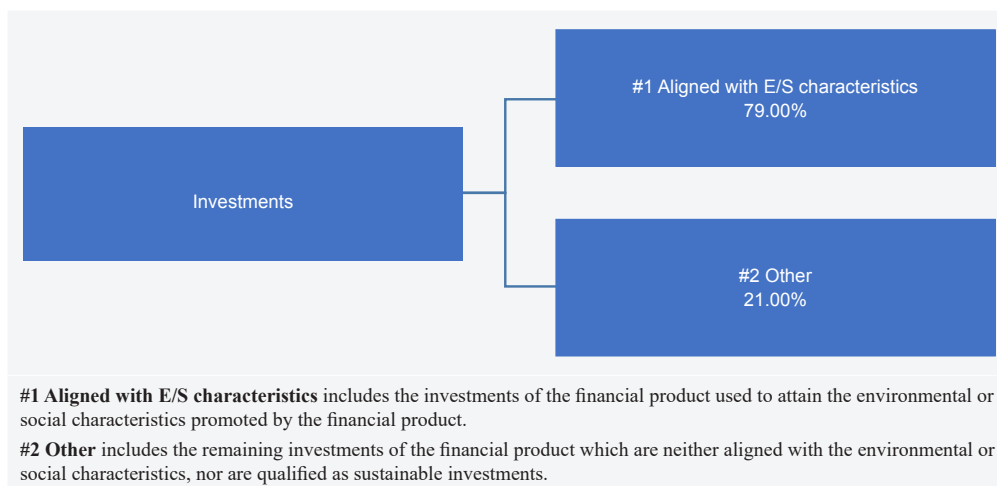 #1 Aligned with E/S characteristics
79.00%
Investments
#2 Other
21.00%
#1 Aligned with E/S characteristics includes the investments of the financial product used to attain the environmental or
social characteristics promoted by the financial product.
#2 Other includes the remaining investments of the financial product which are neither aligned with the environmental or
social characteristics, nor are qualified as sustainable investments.